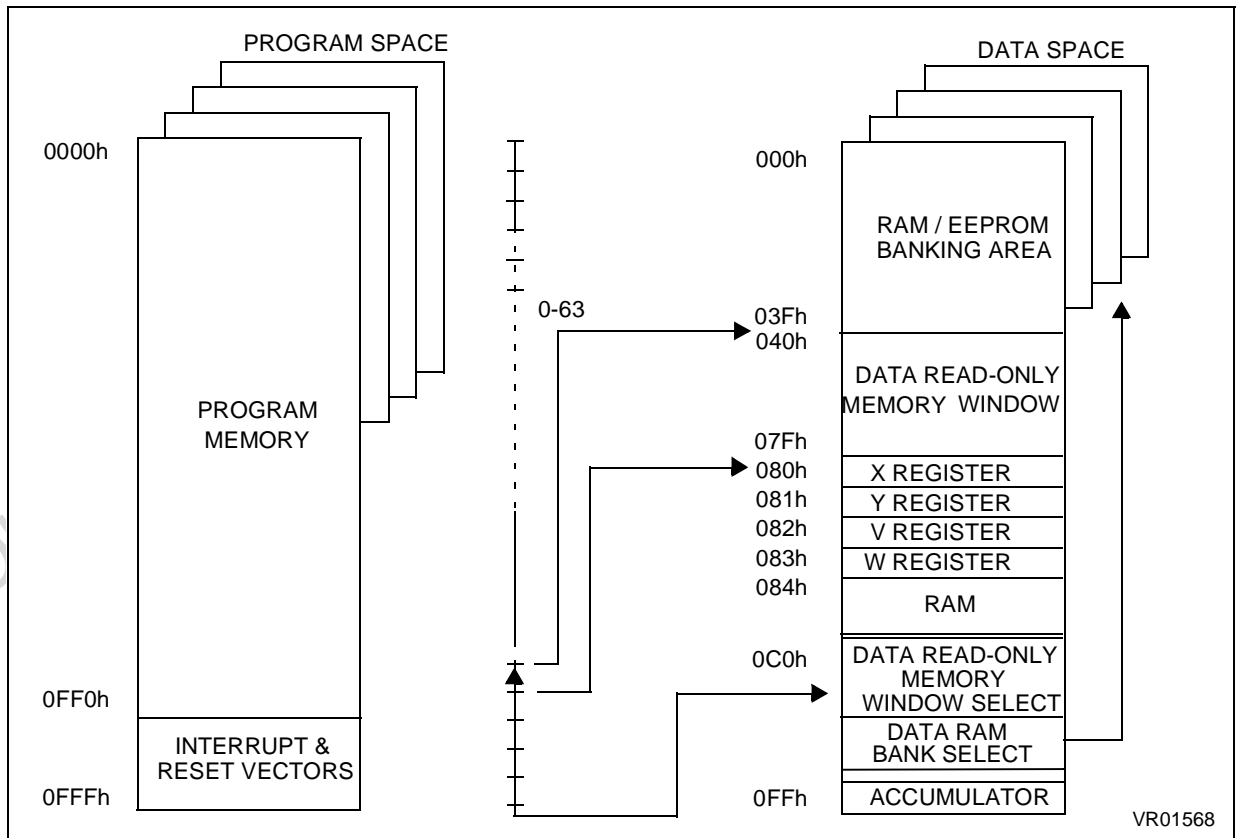 PROGRAM SPACE
0000h
PROGRAM
MEMORY
0FF0h
INTERRUPT &
RESET VECTORS
0FFFh
0-63
DATA SPACE
000h
RAM / EEPROM
BANKING AREA
03Fh
040h
DATA READ-ONLY
MEMORY WINDOW
07Fh
080h
X REGISTER
081h
Y REGISTER
082h
V REGISTER
083h
W REGISTER
084h
RAM
0C0h
DATA READ-ONLY
MEMORY
WINDOW SELECT
DATA RAM
BANK SELECT
0FFh
ACCUMULATOR
VR01568